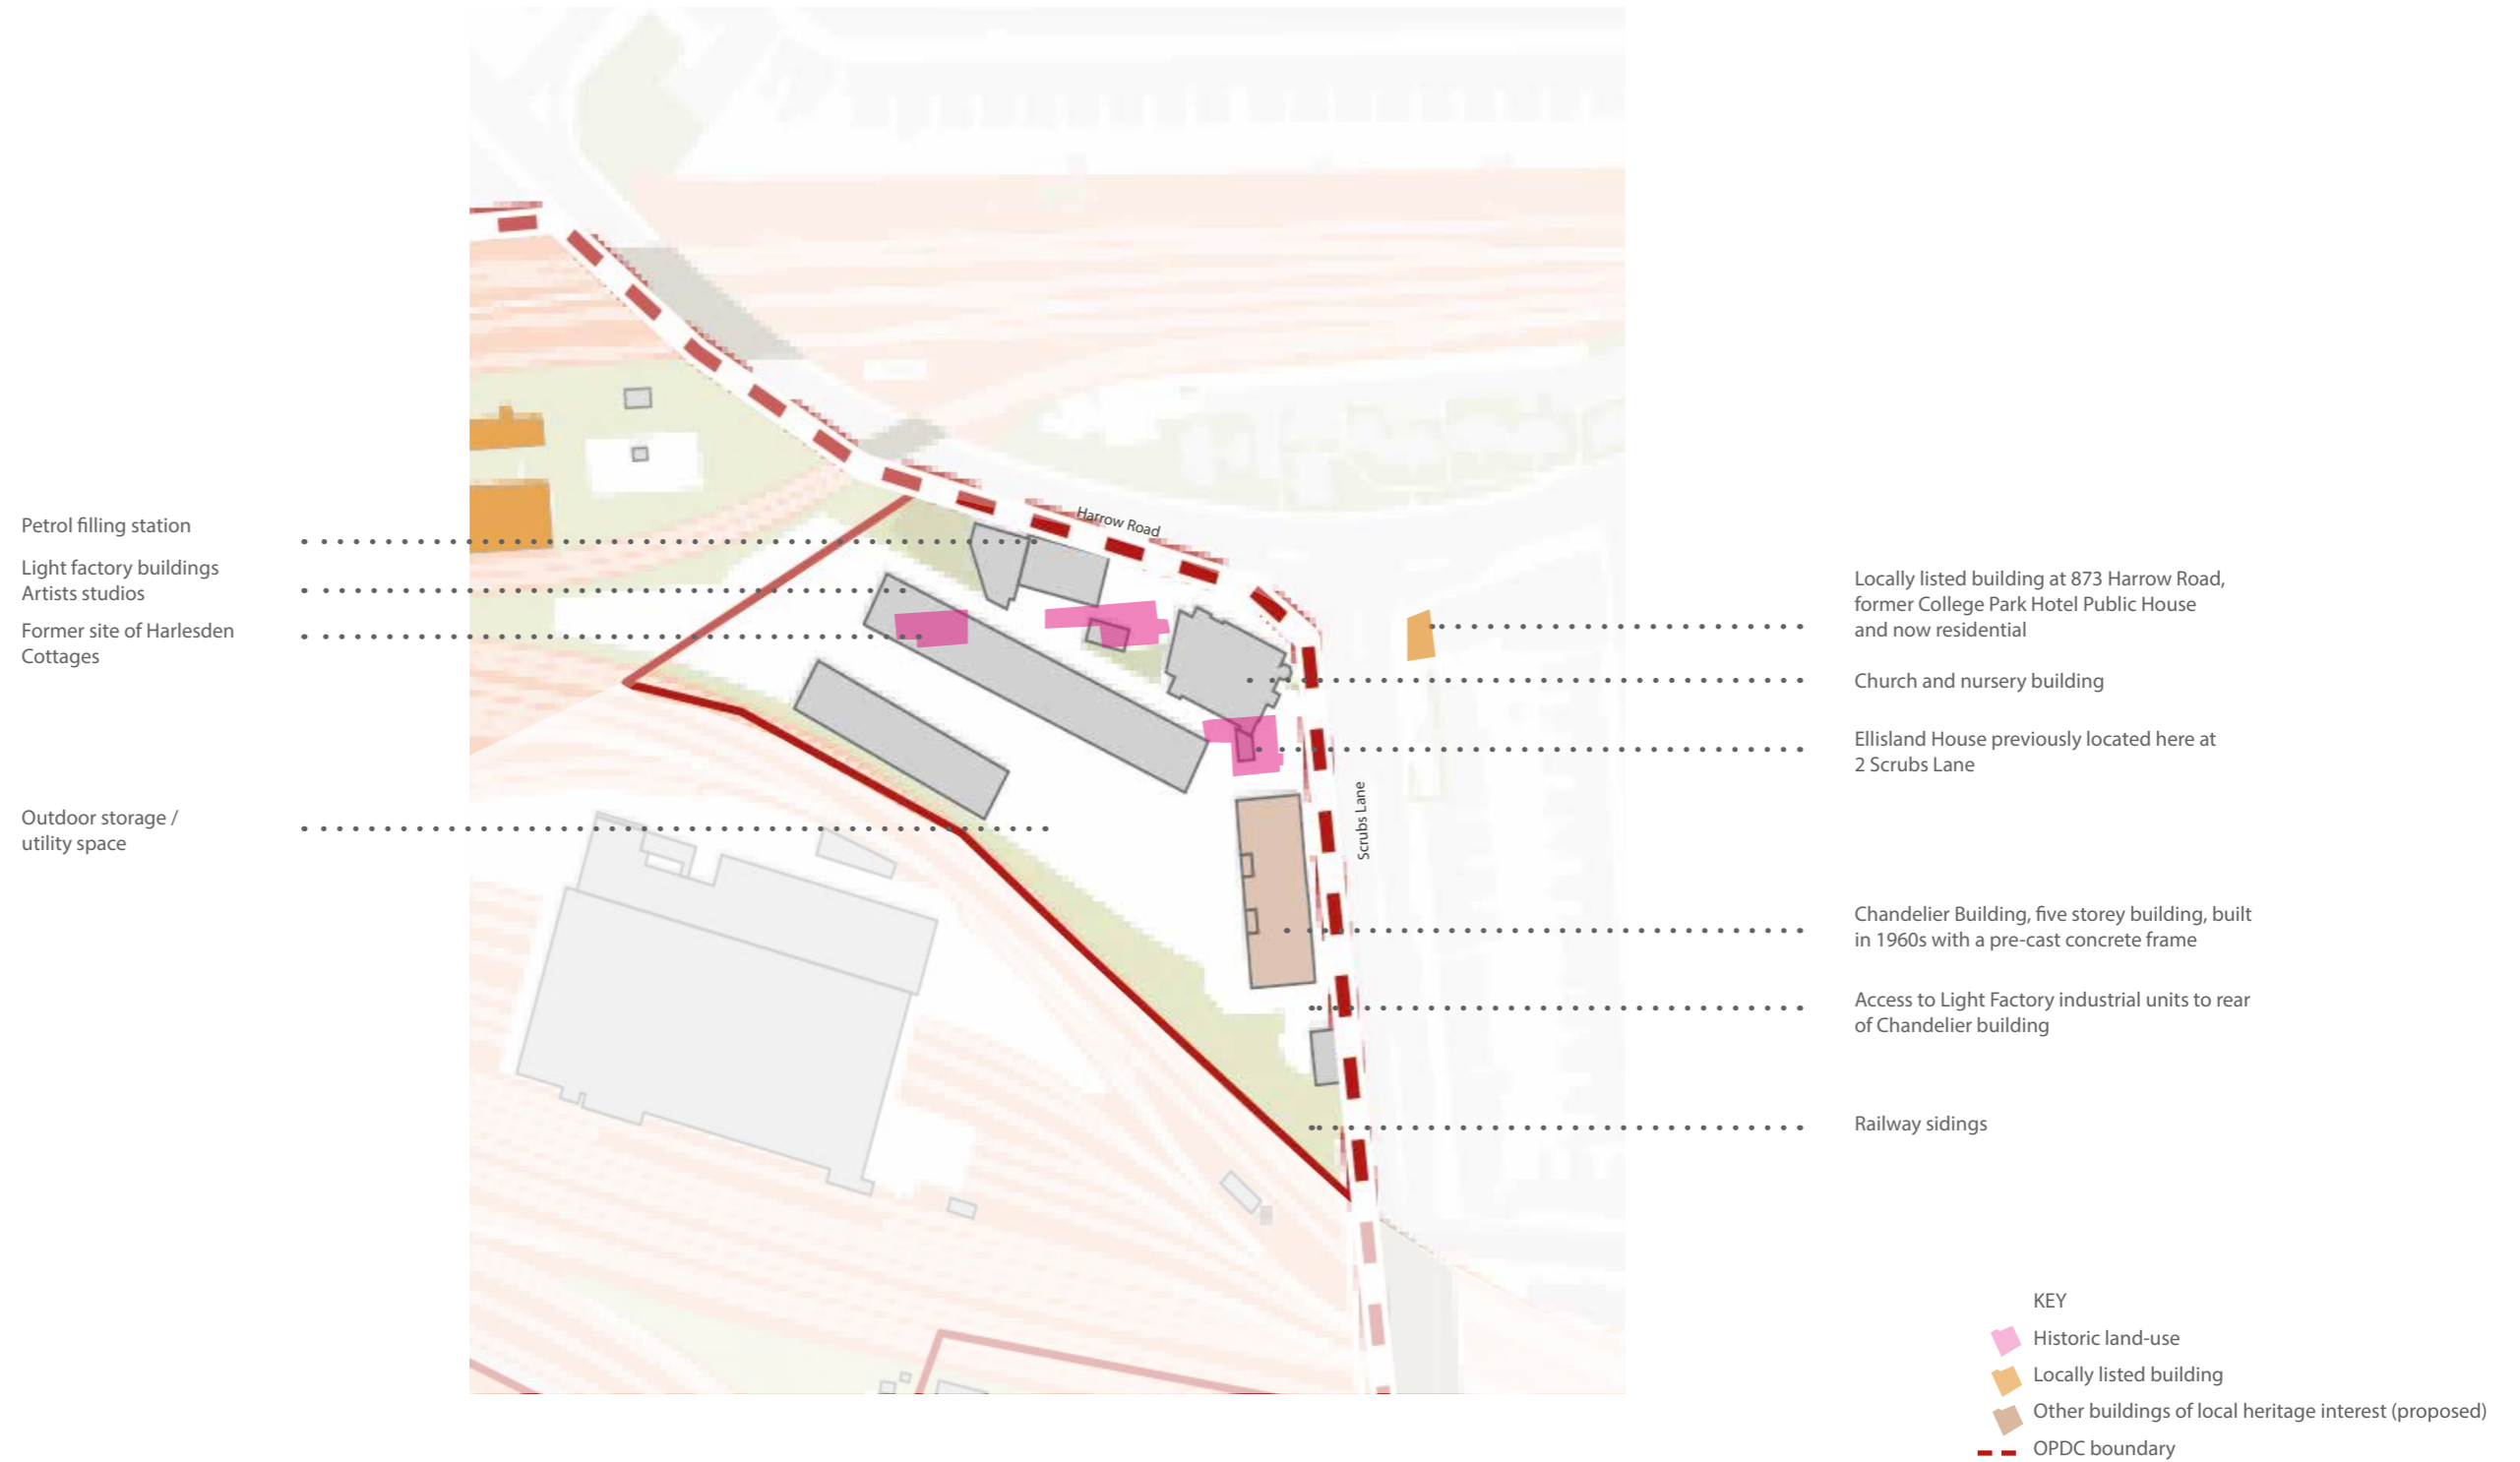 Petrol filling station
Light factory buildings
Artists studios
Former site of Harlesden
Cottages
Outdoor storage /
utility space
Harrow Road
Scrubs Lane
Locally listed building at 873 Harrow Road,
former College Park Hotel Public House
and now residential
Church and nursery building
Ellisland House previously located here at
2 Scrubs Lane
Chandelier Building, five storey building, built
in 1960s with a pre-cast concrete frame
Access to Light Factory industrial units to rear
of Chandelier building
Railway sidings
KEY
Historic land-use
Locally listed building
Other buildings of local heritage interest (proposed)
OPDC boundary